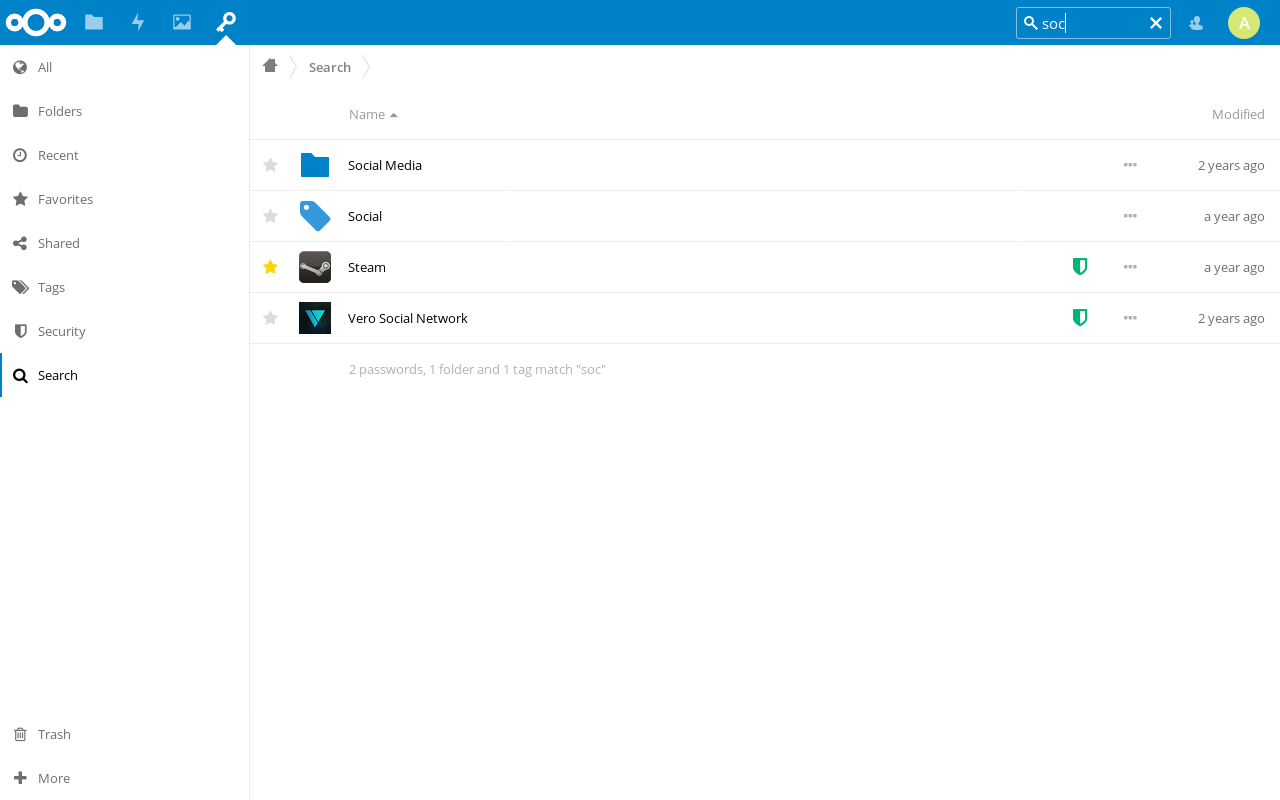 soc
A
All
Folders
Recent
Favorites
Shared
Tags
Security
Search
Trash
More
Search
Name Modified
Social Media 2 years ago
Social a year ago
Steam a year ago
Vero Social Network 2 years ago
2 passwords, 1 folder and 1 tag match "soc"